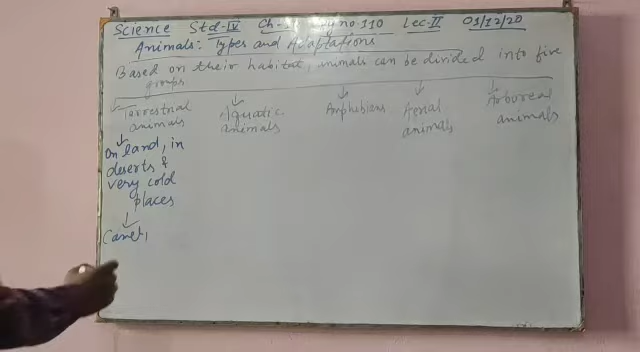 Science Std-IV Ch- Pg no. 110 Lec-II 01/12/20
Animals: Types and Adaptations
Based on their habitat, animals can be divided into five
groups
Terrestrial
animals
Aquatic
animals
Amphibians
Aerial
animals
Arboreal
animals
On land, in
deserts &
very cold
places
Camel,